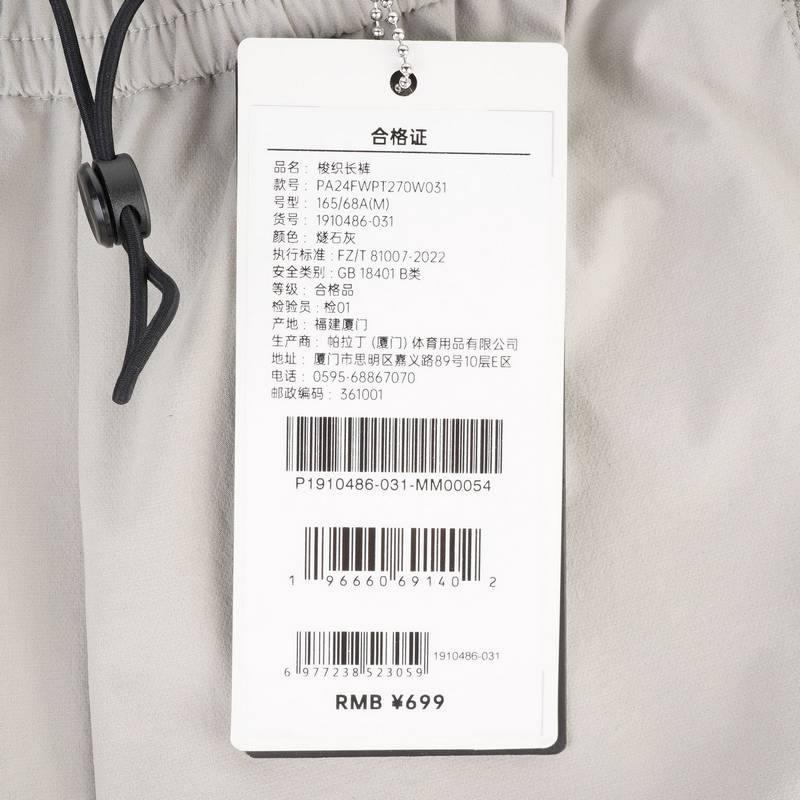 合格证
品名：梭织长裤
款号：PA24FWPT270W031
号型：165/68A(M)
货号：1910486-031
颜色：燧石灰
执行标准：FZ/T 81007-2022
安全类别：GB 18401 B类
等级：合格品
检验员：检01
产地：福建厦门
生产商：帕拉丁（厦门）体育用品有限公司
地址：厦门市思明区嘉义路89号10层E区
电话：0595-68867070
邮政编码：361001
P1910486-031-MM00054
1 96660 69140 2
6 977238 523059 1910486-031
RMB ¥699